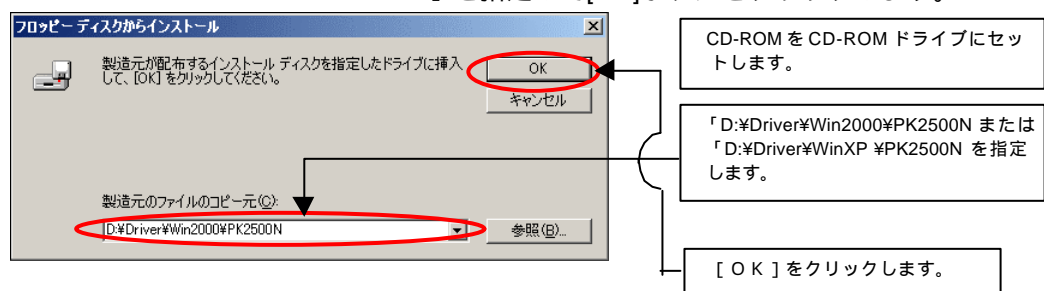 フロッピー ディスクからインストール
製造元が配布するインストール ディスクを指定したドライブに挿入
して、[OK] をクリックしてください。
OK
キャンセル
製造元のファイルのコピー元(C):
D:¥Driver¥Win2000¥PK2500N
参照(B)...
CD-ROM を CD-ROM ドライブにセッ
トします。
「D:¥Driver¥Win2000¥PK2500N または
「D:¥Driver¥WinXP ¥PK2500N を指定
します。
[ O K ] をクリックします。